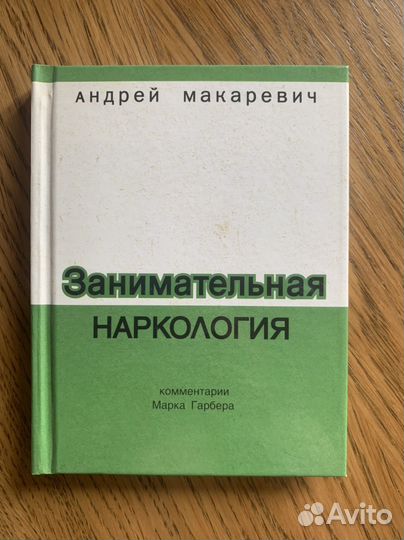 Андрей Макаревич
Занимательная
НАРКОЛОГИЯ
комментарии
Марка Гарбера
Avito